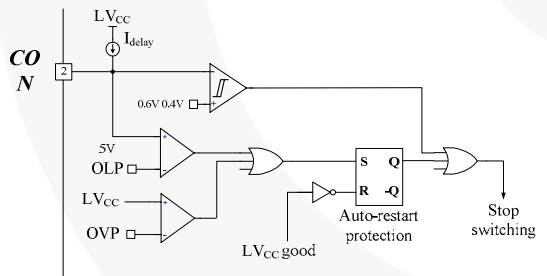 LVCC
Idelay
CO
N
2
0.6V 0.4V
-
+
5V
OLP
+
-
LVCC
OVP
+
-
S Q
R -Q
LVCC good
Auto-restart
protection
Stop
switching